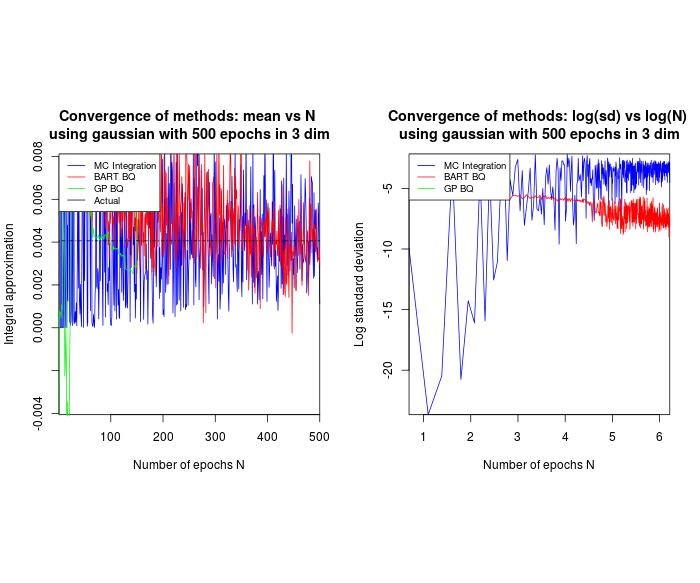 Convergence of methods: mean vs N
using gaussian with 500 epochs in 3 dim
Integral approximation
0.008
0.006
0.004
0.002
0.000
-0.004
MC Integration
BART BQ
GP BQ
Actual
100
200
300
400
500
Number of epochs N
Convergence of methods: log(sd) vs log(N)
using gaussian with 500 epochs in 3 dim
Log standard deviation
-5
-10
-15
-20
MC Integration
BART BQ
GP BQ
1
2
3
4
5
6
Number of epochs N